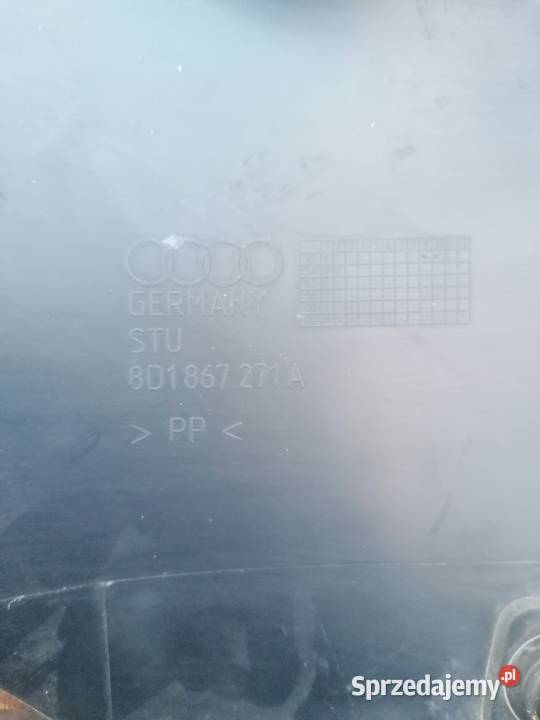 GERMANY
STU
8D1 867 271 A
> PP <
Sprzedajemy.pl